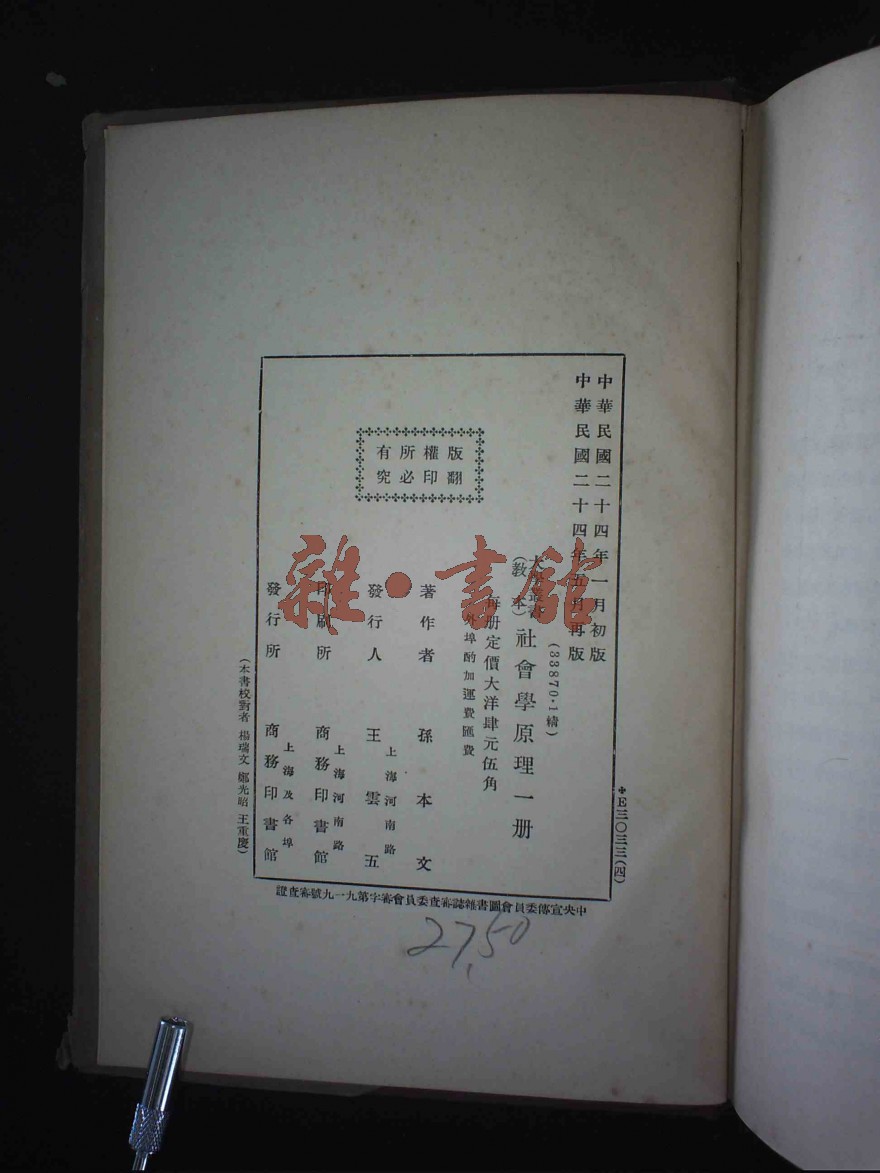 中華民國二十四年一月初版
中華民國二十四年五月再版
(33870·1精)
大學叢書
(教本)
社會學原理一册
每册定價大洋肆元伍角
外埠酌加運費匯費
著作者 孫本文
發行人 王雲五
上海河南路
印刷所 商務印書館
上海河南路
發行所 商務印書館
上海及各埠
版權所有
翻印必究
(本書校對者 楊瑞文 鄭光昭 王重慶)
E三〇三三(四)
中央宣傳委員會圖書雜誌審查委員會審字第九一九號審查證
27.50
雜·書館